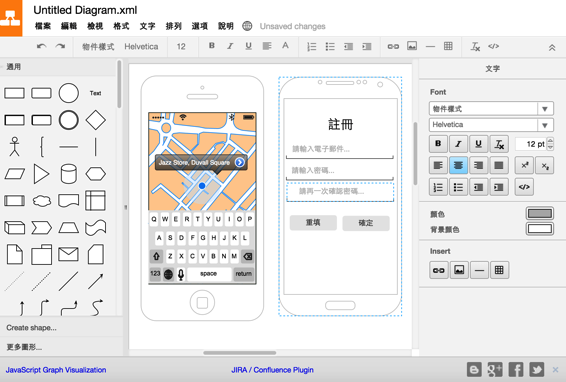 Untitled Diagram.xml
檔案 編輯 檢視 格式 文字 排列 選項 說明 Unsaved changes
物件樣式 Helvetica 12 B I U A
通用
Text
Jazz Store, Duvall Square
Q W E R T Y U I O P
A S D F G H J K L
Z X C V B N M
123 space return
註冊
請輸入電子郵件...
請輸入密碼...
請再一次確認密碼...
重填 確定
文字
Font
物件樣式
Helvetica
B I U 12 pt
顏色
背景顏色
Insert
Create shape...
更多圖形...
JavaScript Graph Visualization JIRA / Confluence Plugin